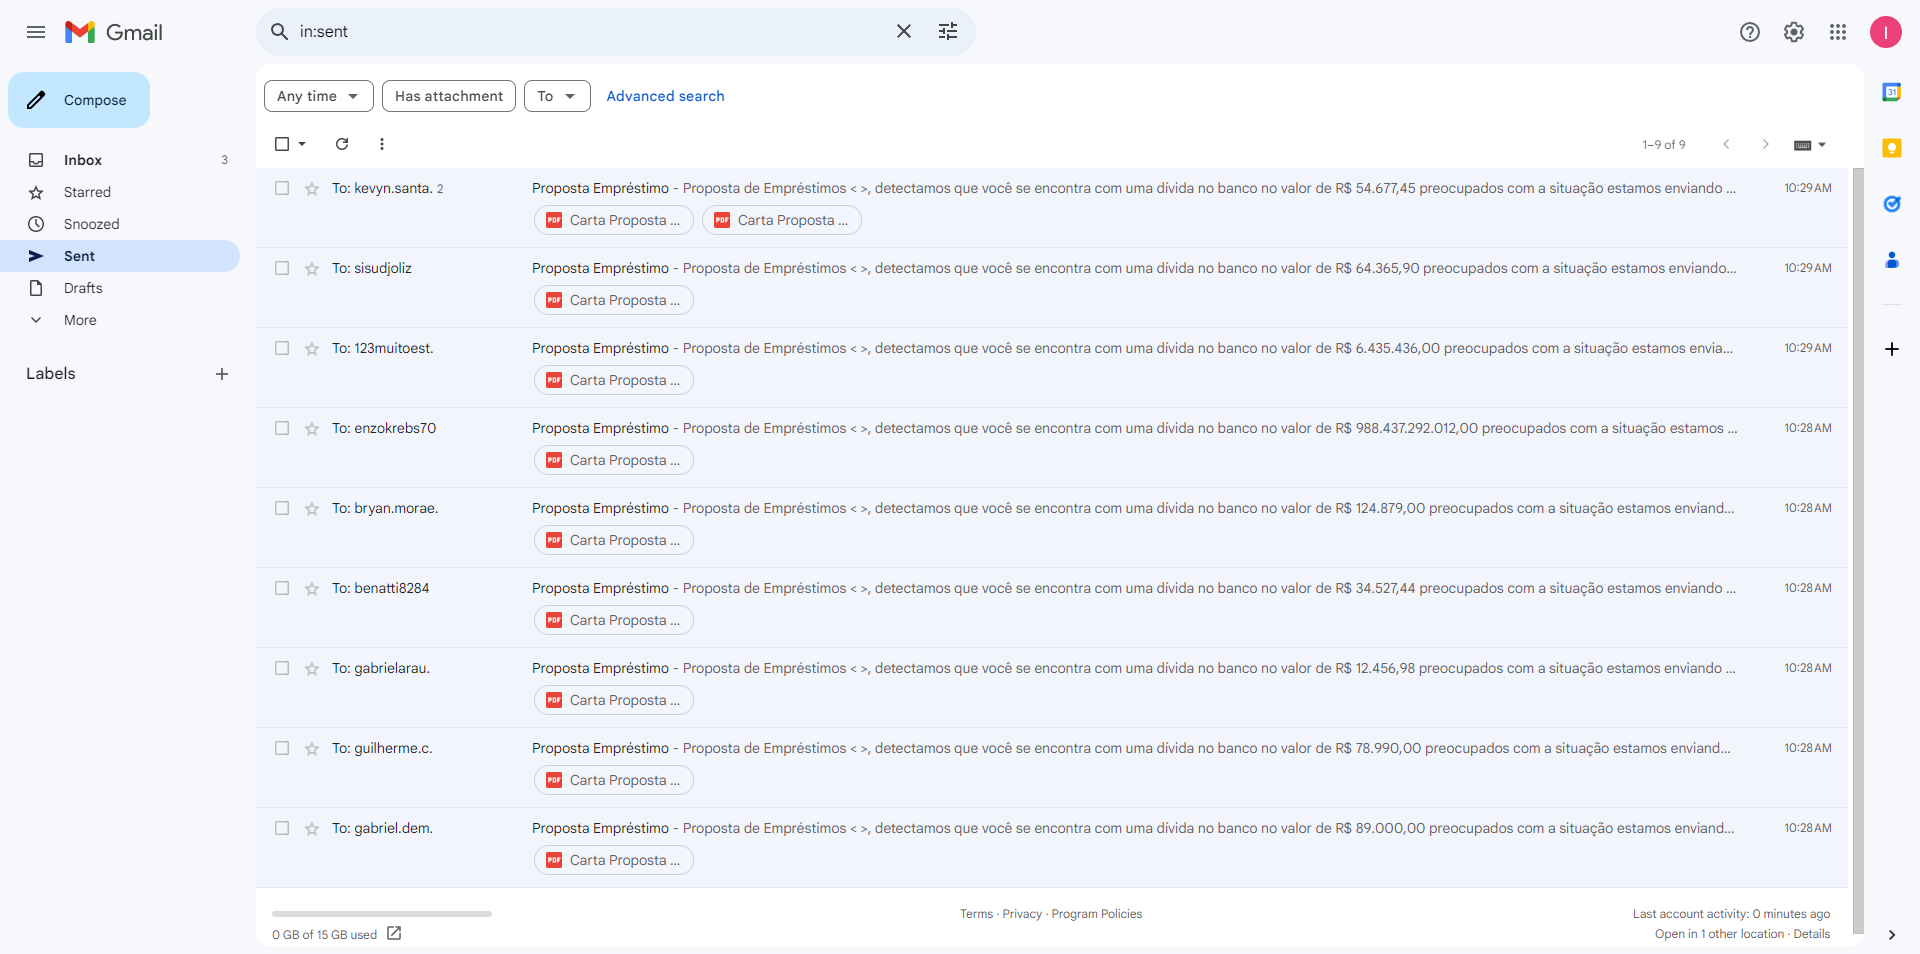 Gmail
in:sent
I
Compose
Any time
Has attachment
To
Advanced search
1–9 of 9
Inbox 3
Starred
Snoozed
Sent
Drafts
More
Labels
To: kevyn.santa. 2 Proposta Empréstimo - Proposta de Empréstimos < >, detectamos que você se encontra com uma dívida no banco no valor de R$ 54.677,45 preocupados com a situação estamos enviando ... 10:29 AM
PDF Carta Proposta ... PDF Carta Proposta ...
To: sisudjoliz Proposta Empréstimo - Proposta de Empréstimos < >, detectamos que você se encontra com uma dívida no banco no valor de R$ 64.365,90 preocupados com a situação estamos enviando... 10:29 AM
PDF Carta Proposta ...
To: 123muitoest. Proposta Empréstimo - Proposta de Empréstimos < >, detectamos que você se encontra com uma dívida no banco no valor de R$ 6.435.436,00 preocupados com a situação estamos envia... 10:29 AM
PDF Carta Proposta ...
To: enzokrebs70 Proposta Empréstimo - Proposta de Empréstimos < >, detectamos que você se encontra com uma dívida no banco no valor de R$ 988.437.292.012,00 preocupados com a situação estamos ... 10:28 AM
PDF Carta Proposta ...
To: bryan.morae. Proposta Empréstimo - Proposta de Empréstimos < >, detectamos que você se encontra com uma dívida no banco no valor de R$ 124.879,00 preocupados com a situação estamos enviand... 10:28 AM
PDF Carta Proposta ...
To: benatti8284 Proposta Empréstimo - Proposta de Empréstimos < >, detectamos que você se encontra com uma dívida no banco no valor de R$ 34.527,44 preocupados com a situação estamos enviando ... 10:28 AM
PDF Carta Proposta ...
To: gabrielarau. Proposta Empréstimo - Proposta de Empréstimos < >, detectamos que você se encontra com uma dívida no banco no valor de R$ 12.456,98 preocupados com a situação estamos enviando ... 10:28 AM
PDF Carta Proposta ...
To: guilherme.c. Proposta Empréstimo - Proposta de Empréstimos < >, detectamos que você se encontra com uma dívida no banco no valor de R$ 78.990,00 preocupados com a situação estamos enviand... 10:28 AM
PDF Carta Proposta ...
To: gabriel.dem. Proposta Empréstimo - Proposta de Empréstimos < >, detectamos que você se encontra com uma dívida no banco no valor de R$ 89.000,00 preocupados com a situação estamos enviand... 10:28 AM
PDF Carta Proposta ...
31
0 GB of 15 GB used
Terms · Privacy · Program Policies
Last account activity: 0 minutes ago
Open in 1 other location · Details